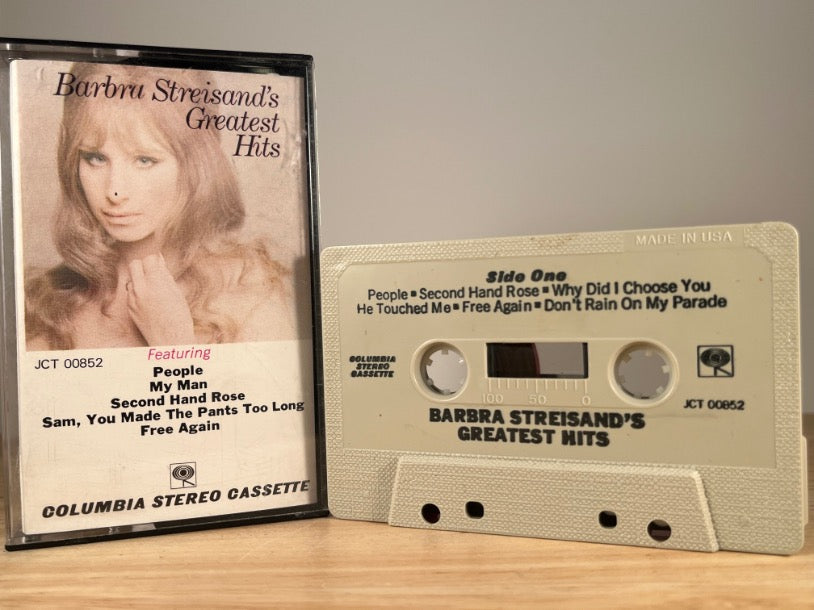 Barbra Streisand's
Greatest
Hits
JCT 00852
Featuring
People
My Man
Second Hand Rose
Sam, You Made The Pants Too Long
Free Again
COLUMBIA STEREO CASSETTE
MADE IN USA
Side One
People ▪ Second Hand Rose ▪ Why Did I Choose You
He Touched Me ▪ Free Again ▪ Don't Rain On My Parade
COLUMBIA
STEREO
CASSETTE
100 50 0
JCT 00852
BARBRA STREISAND'S
GREATEST HITS